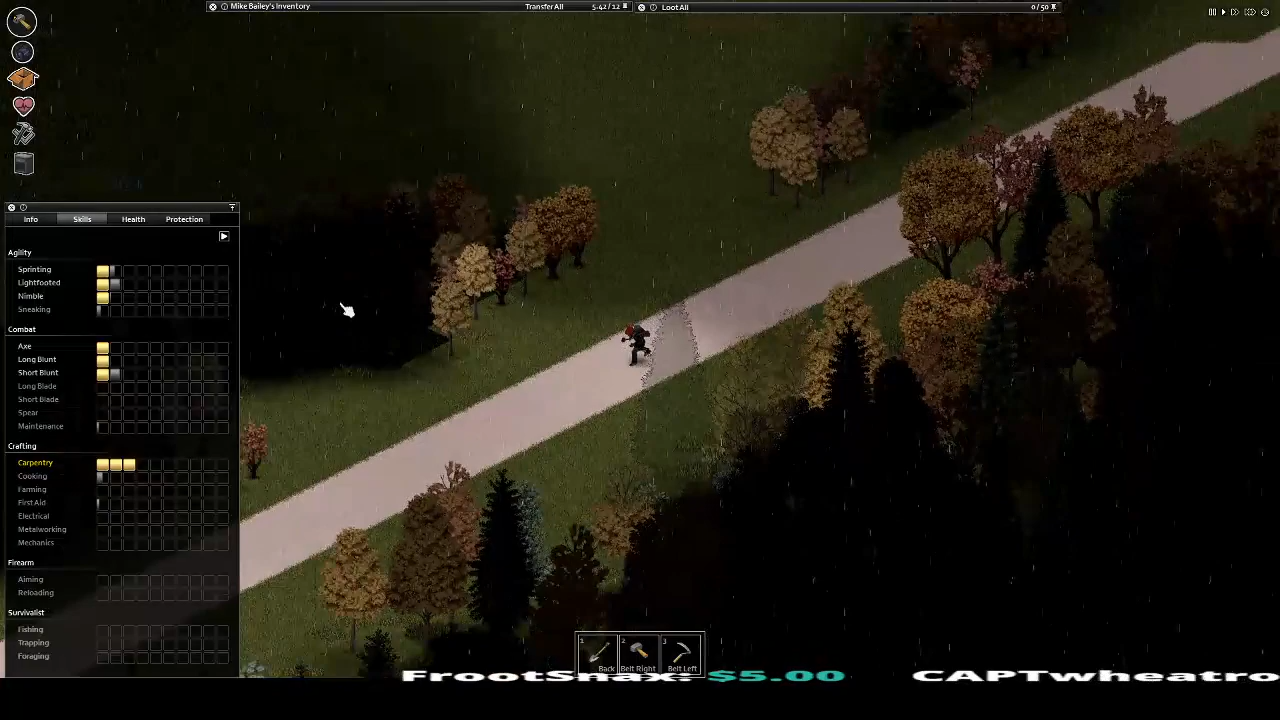 Mike Bailey's Inventory Transfer All 5.42 / 12 Loot All 0 / 50
Info Skills Health Protection
Agility
Sprinting
Lightfooted
Nimble
Sneaking
Combat
Axe
Long Blunt
Short Blunt
Long Blade
Short Blade
Spear
Maintenance
Crafting
Carpentry
Cooking
Farming
First Aid
Electrical
Metalworking
Mechanics
Firearm
Aiming
Reloading
Survivalist
Fishing
Trapping
Foraging
1 2 3
Back Belt Right Belt Left
FrootSnax: $5.00 CAPTwheatro